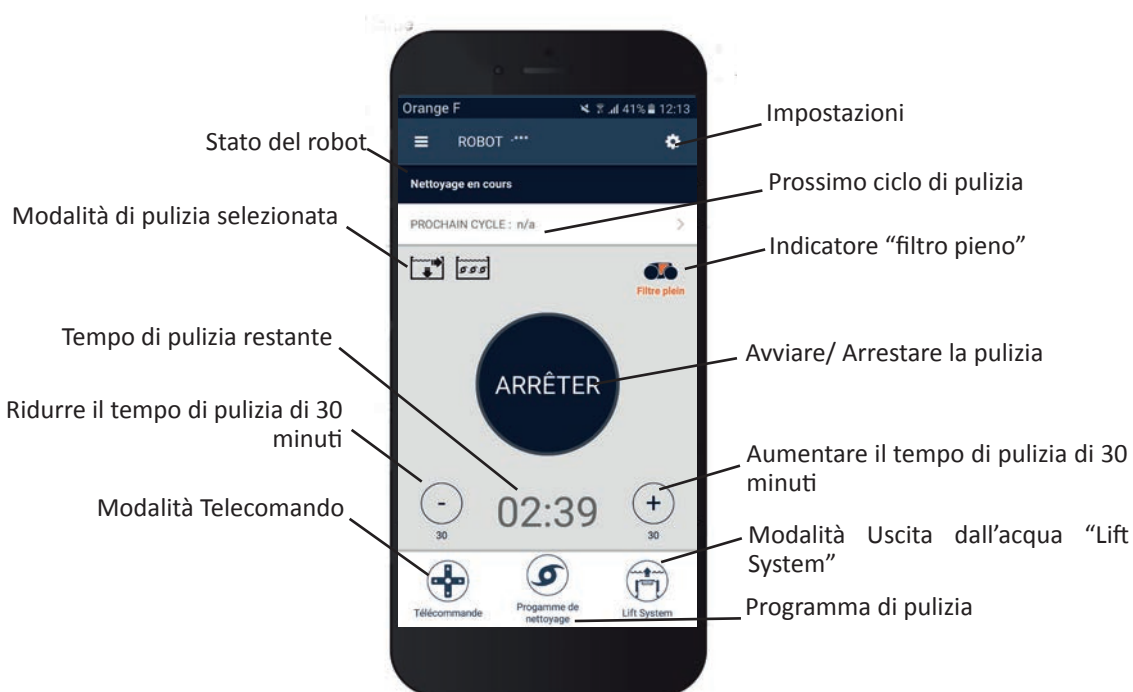 Orange F 41% 12:13
ROBOT -***
Nettoyage en cours
PROCHAIN CYCLE : n/a
Filtre plein
ARRÊTER
-
30
02:39
+
30
Télécommande
Progamme de
nettoyage
Lift System
Stato del robot
Modalità di pulizia selezionata
Tempo di pulizia restante
Ridurre il tempo di pulizia di 30
minuti
Modalità Telecomando
Impostazioni
Prossimo ciclo di pulizia
Indicatore “filtro pieno”
Avviare/ Arrestare la pulizia
Aumentare il tempo di pulizia di 30
minuti
Modalità Uscita dall’acqua “Lift
System”
Programma di pulizia